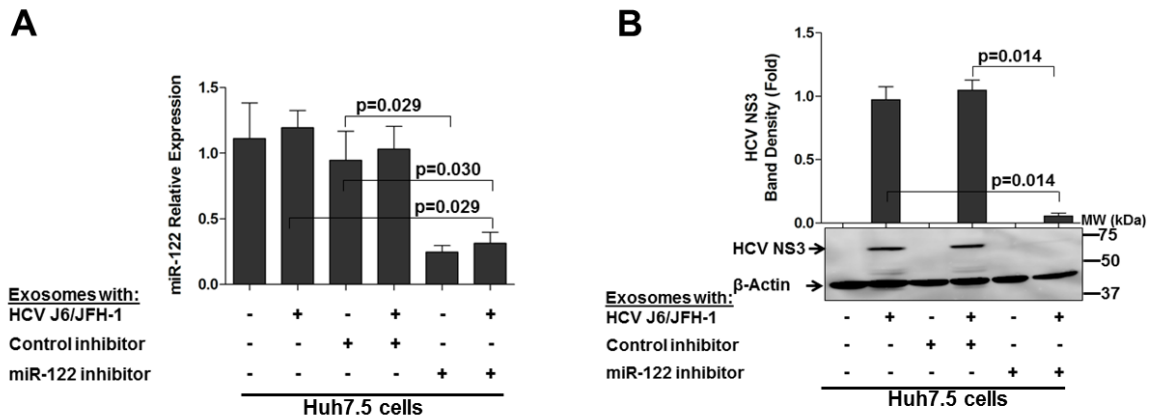 A
miR-122 Relative Expression
1.5
1.0
0.5
0.0
p=0.029
p=0.030
p=0.029
Exosomes with:
HCV J6/JFH-1 - + - + - +
Control inhibitor - - + + - -
miR-122 inhibitor - - - - + +
Huh7.5 cells
B
HCV NS3
Band Density (Fold)
1.5
1.0
0.5
0.0
p=0.014
p=0.014
MW (kDa)
HCV NS3
75
50
β-Actin
37
Exosomes with:
HCV J6/JFH-1 - + - + - +
Control inhibitor - - + + - -
miR-122 inhibitor - - - - + +
Huh7.5 cells